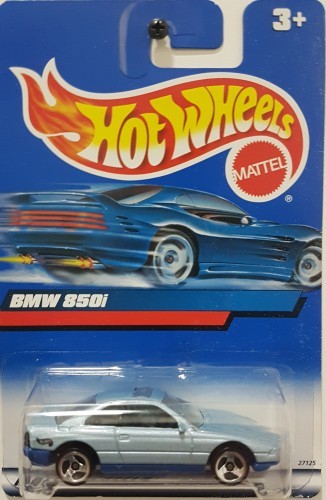 3+
HOT WHEELS
MATTEL
®
BMW 850i
27125